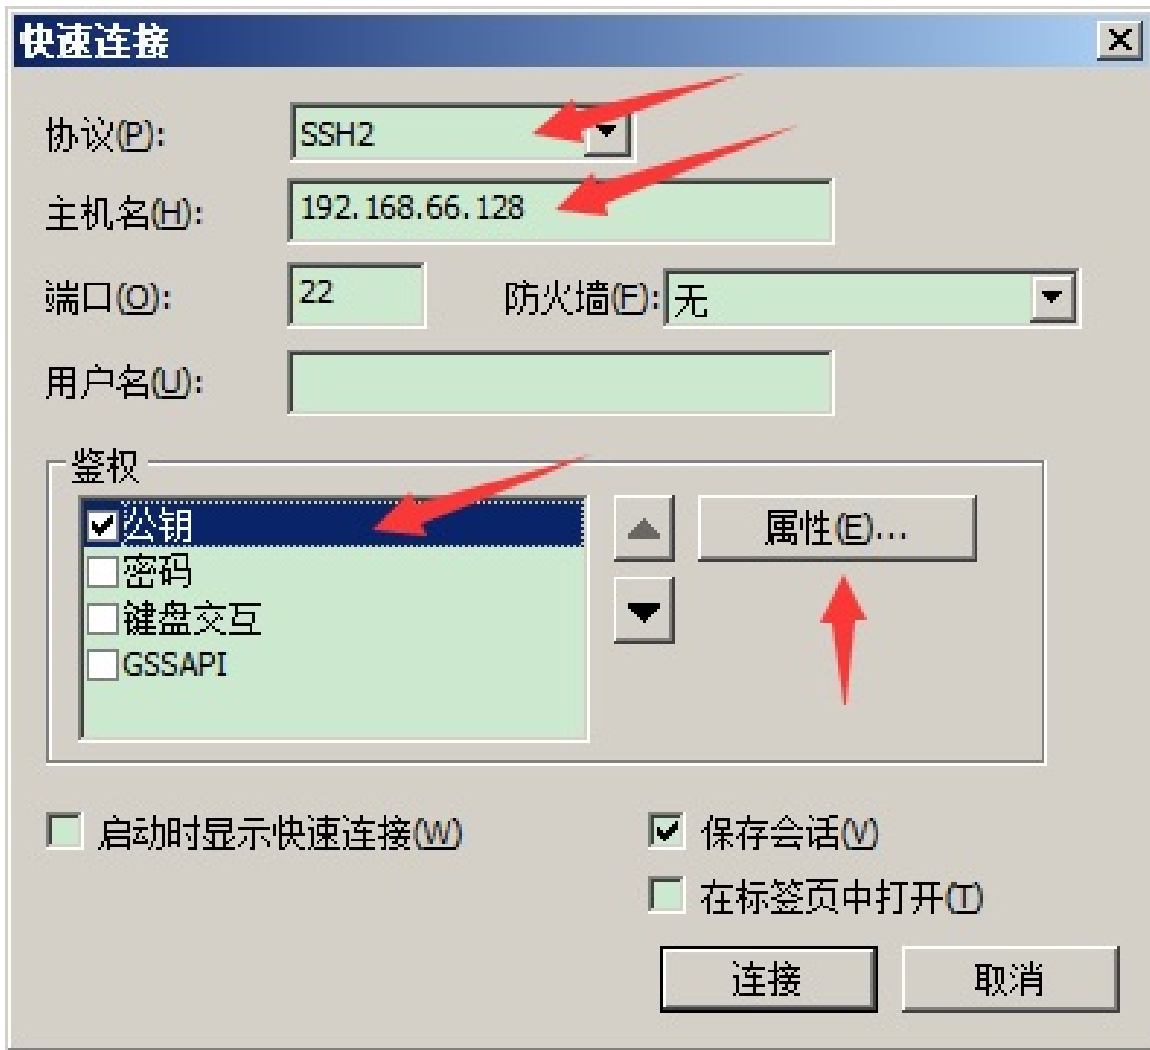 快速连接
协议(P): SSH2
主机名(H): 192.168.66.128
端口(O): 22 防火墙(F): 无
用户名(U):
鉴权
公钥 属性(E)...
密码
键盘交互
GSSAPI
启动时显示快速连接(W) 保存会话(V)
在标签页中打开(T)
连接 取消